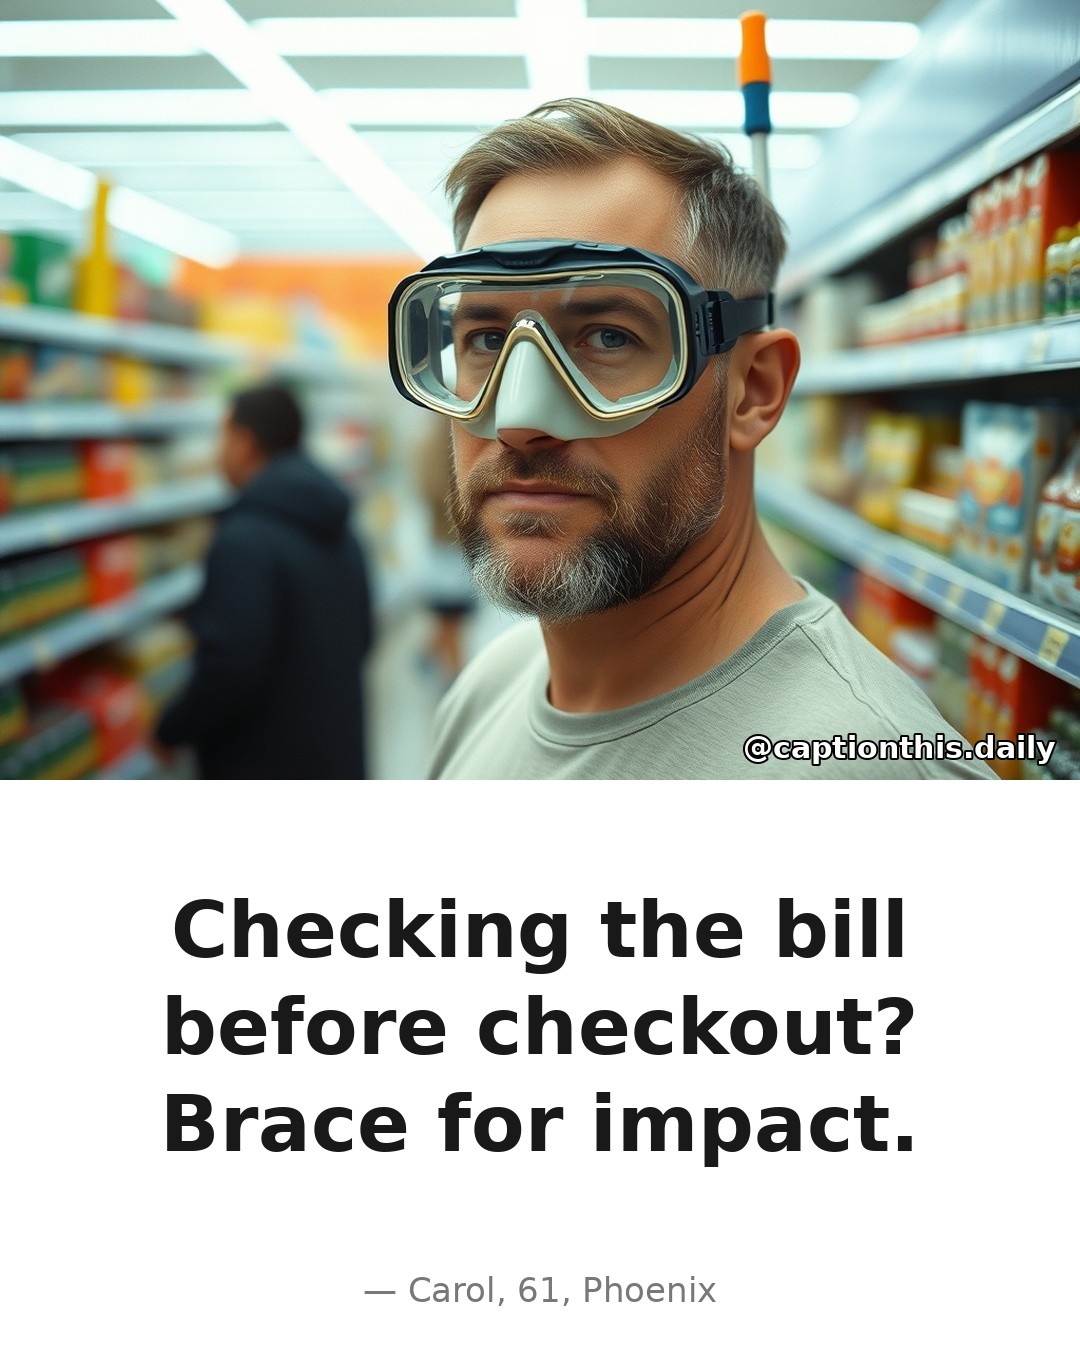 @captionthis.daily
Checking the bill
before checkout?
Brace for impact.
— Carol, 61, Phoenix